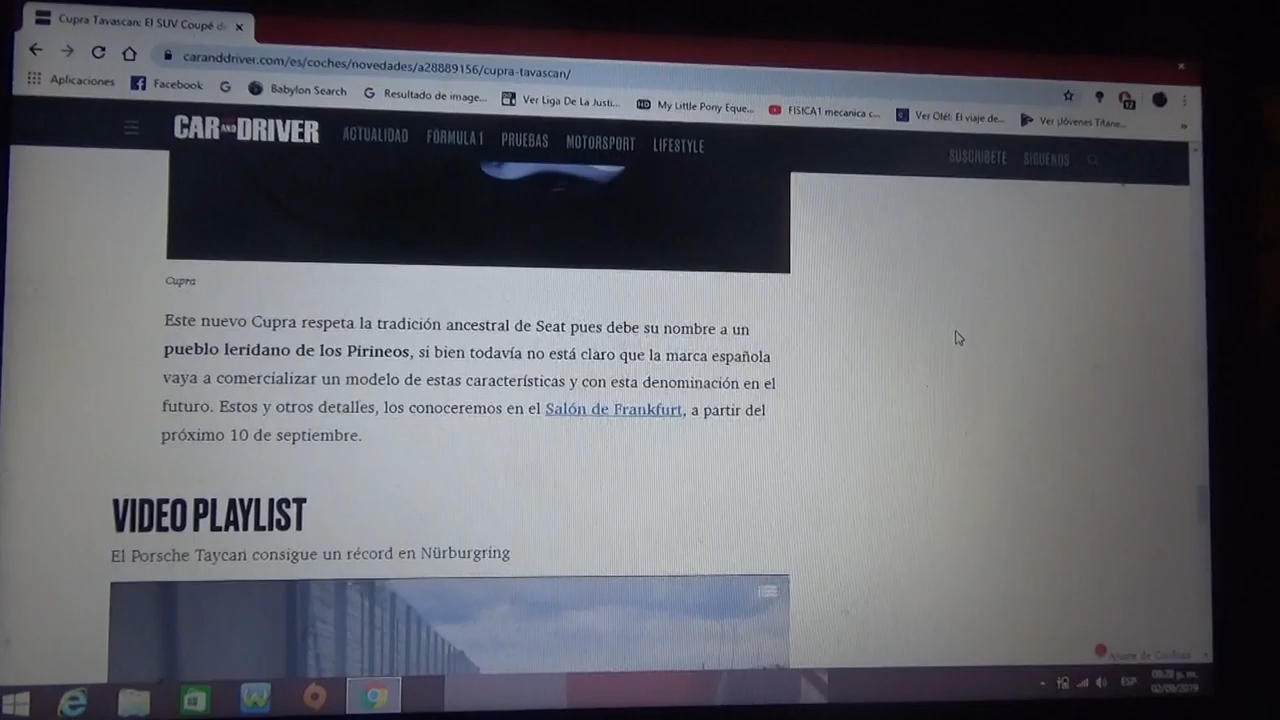 Cupra Tavascan: El SUV Coupé d
caranddriver.com/es/coches/novedades/a28889156/cupra-tavascan/
Aplicaciones Facebook Babylon Search Resultado de image... Ver Liga De La Justi... My Little Pony Eque... FISICA1 mecanica c... Ver Olé!: El viaje de... Ver ¡Jóvenes Titane...
CAR AND DRIVER ACTUALIDAD FÓRMULA 1 PRUEBAS MOTORSPORT LIFESTYLE SUSCRÍBETE SÍGUENOS
Cupra
Este nuevo Cupra respeta la tradición ancestral de Seat pues debe su nombre a un
pueblo leridano de los Pirineos, si bien todavía no está claro que la marca española
vaya a comercializar un modelo de estas características y con esta denominación en el
futuro. Estos y otros detalles, los conoceremos en el Salón de Frankfurt, a partir del
próximo 10 de septiembre.
VIDEO PLAYLIST
El Porsche Taycan consigue un récord en Nürburgring
ESP
08:28 p. m.
02/09/2019